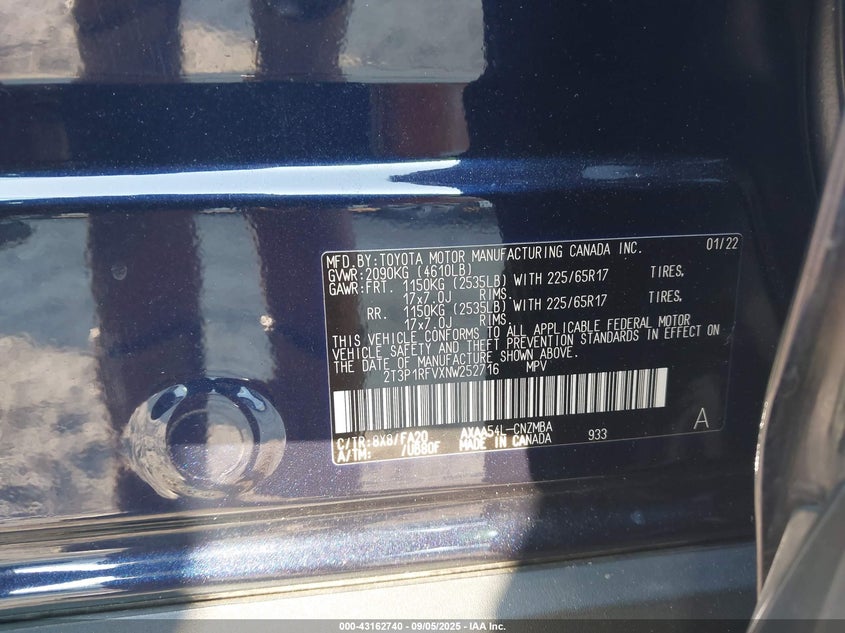 MFD.BY:TOYOTA MOTOR MANUFACTURING CANADA INC. 01/22
GVWR:2090KG (4610LB)
GAWR:FRT. 1150KG (2535LB) WITH 225/65R17 TIRES,
17x7.0J RIMS.
RR. 1150KG (2535LB) WITH 225/65R17 TIRES,
17x7.0J RIMS.
THIS VEHICLE CONFORMS TO ALL APPLICABLE FEDERAL MOTOR
VEHICLE SAFETY AND THEFT PREVENTION STANDARDS IN EFFECT ON
THE DATE OF MANUFACTURE SHOWN ABOVE.
2T3P1RFVXNW252716 MPV
A
C/TR:8X8/FA20 AXAA54L-CNZMBA
A/TM: /UB80F MADE IN CANADA 933
000-43162740 - 09/05/2025 - IAA Inc.